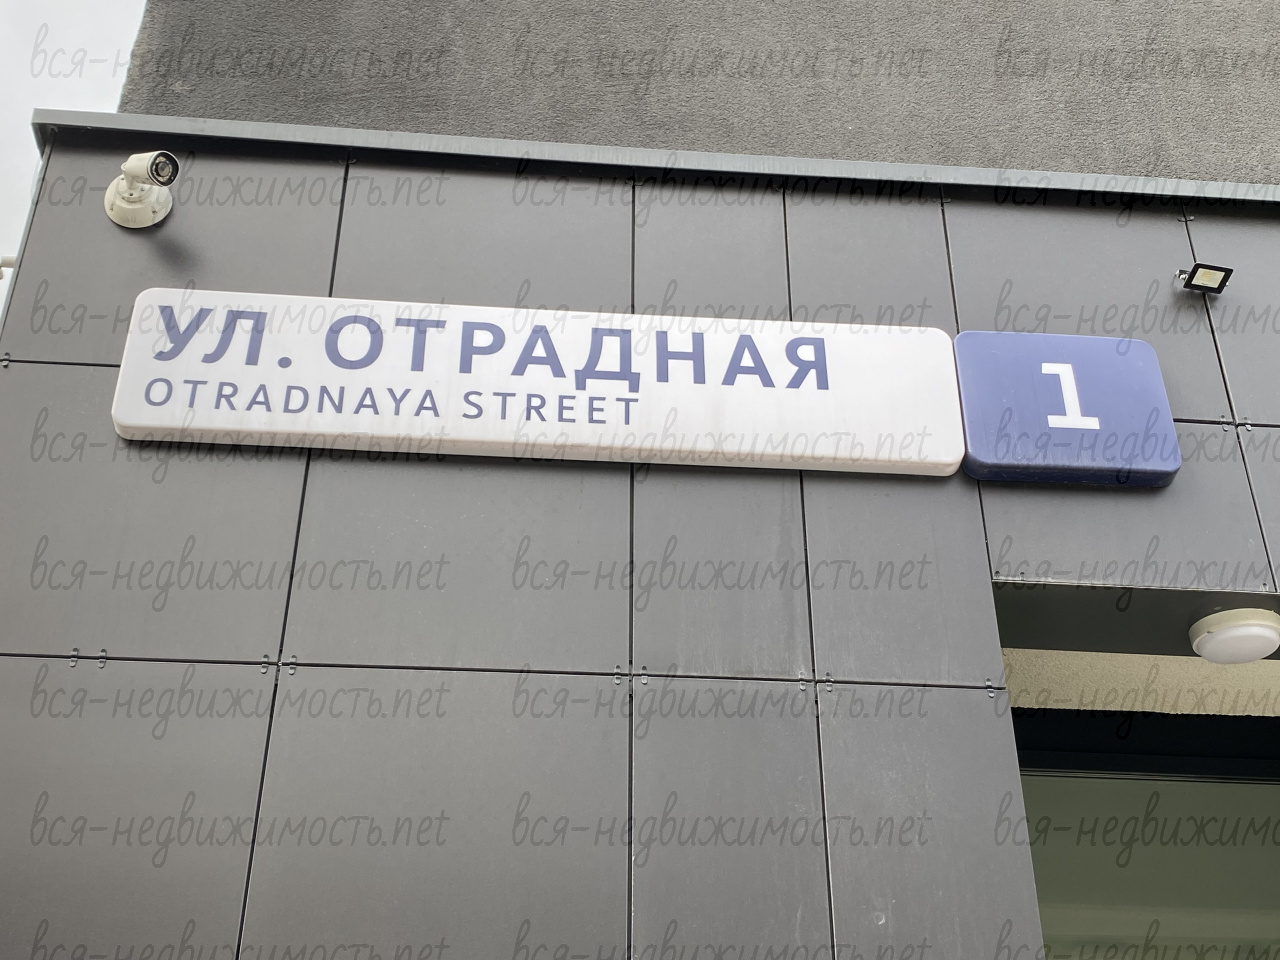 УЛ. ОТРАДНАЯ
OTRADNAYA STREET
1
вся-недвижимость.net